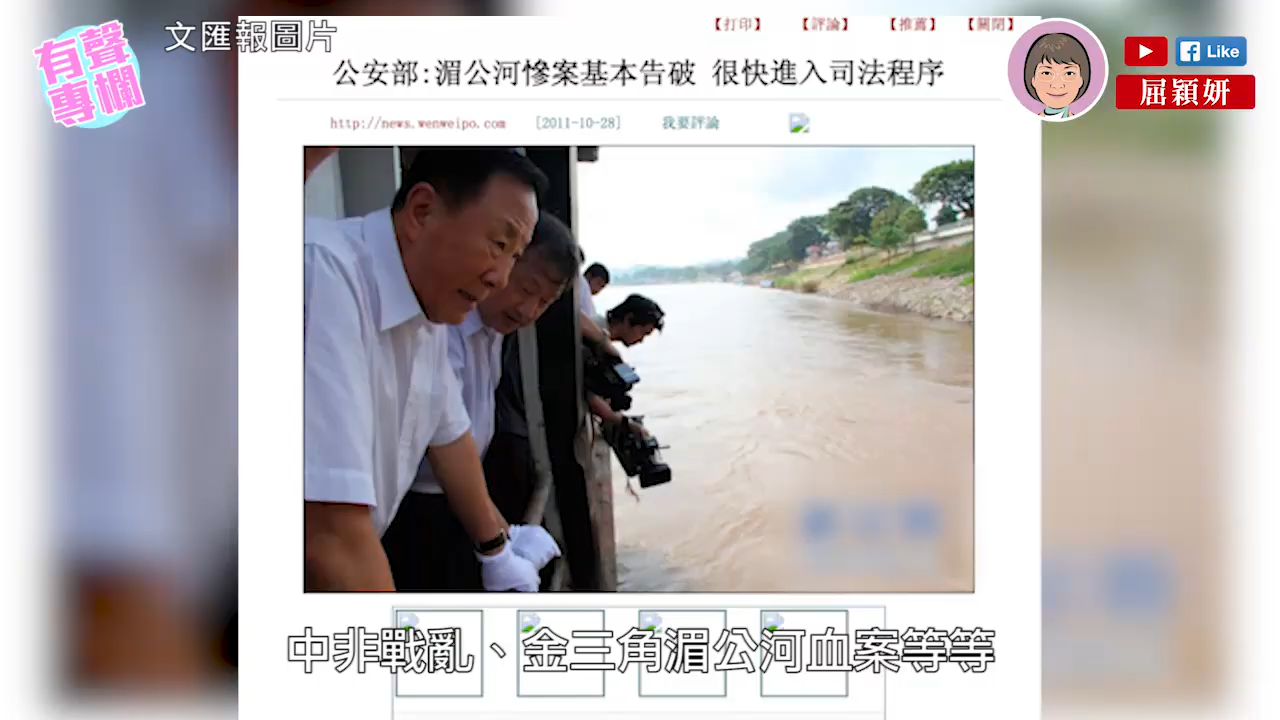 有聲
專欄
文匯報圖片
【打印】 【評論】 【推薦】 【關閉】
公安部:湄公河慘案基本告破 很快進入司法程序
http://news.wenweipo.com [2011-10-28] 我要評論
Like
屈穎妍
中非戰亂、金三角湄公河血案等等